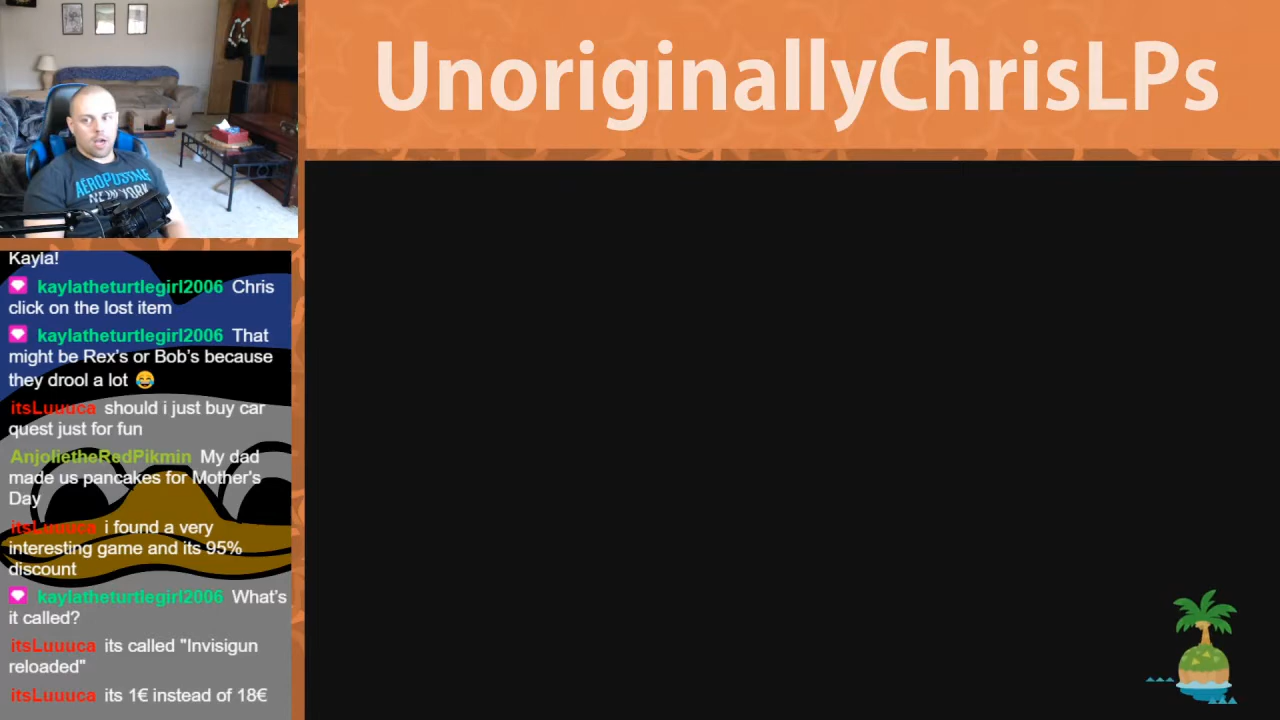 UnoriginallyChrisLPs
AÉROPOSTALE
NEW YORK
Kayla!
kaylatheturtlegirl2006 Chris
click on the lost item
kaylatheturtlegirl2006 That
might be Rex's or Bob's because
they drool a lot 😂
itsLuuuca should i just buy car
quest just for fun
AnjolietheRedPikmin My dad
made us pancakes for Mother's
Day
itsLuuuca i found a very
interesting game and its 95%
discount
kaylatheturtlegirl2006 What's
it called?
itsLuuuca its called "Invisigun
reloaded"
itsLuuuca its 1€ instead of 18€